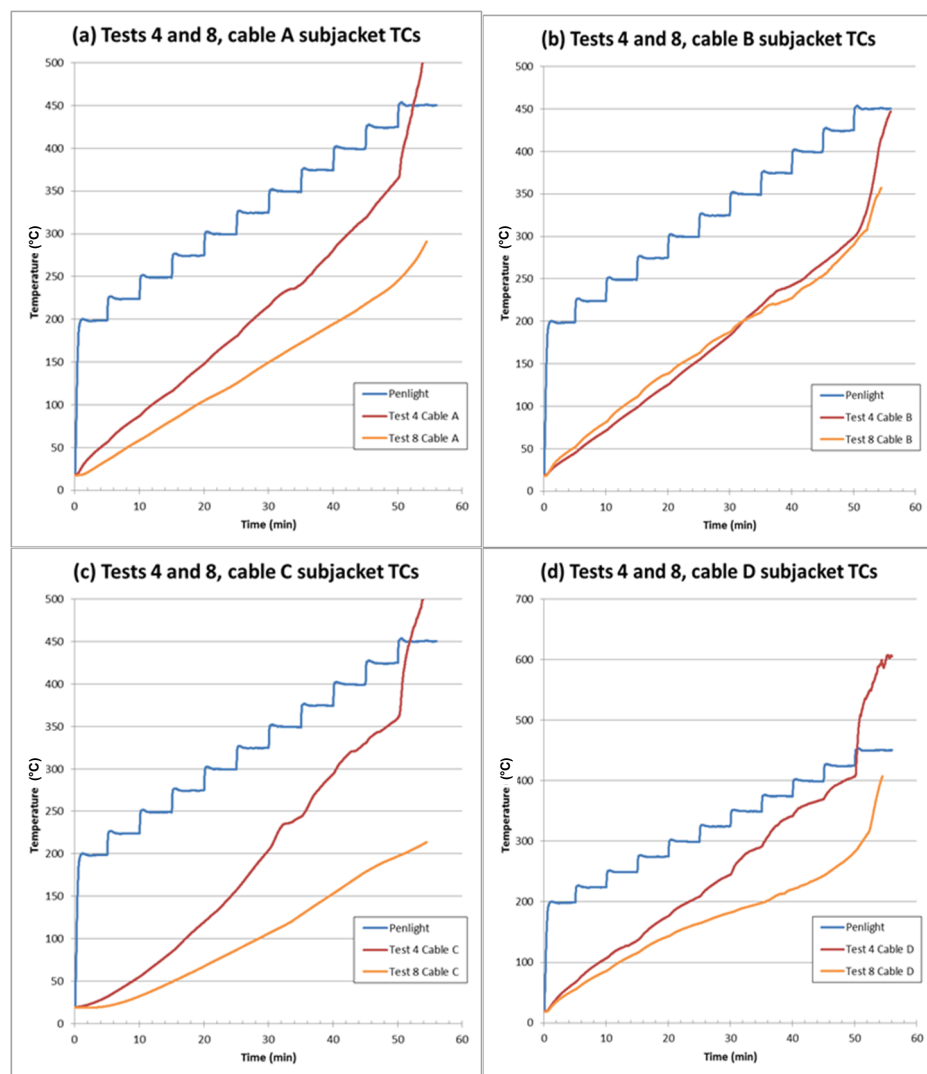 (a) Tests 4 and 8, cable A subjacket TCs
500
450
400
350
300
250
200
150
100
50
0
Temperature (°C)
0 10 20 30 40 50 60
Time (min)
Penlight
Test 4 Cable A
Test 8 Cable A
(b) Tests 4 and 8, cable B subjacket TCs
500
450
400
350
300
250
200
150
100
50
0
Temperature (°C)
0 10 20 30 40 50 60
Time (min)
Penlight
Test 4 Cable B
Test 8 Cable B
(c) Tests 4 and 8, cable C subjacket TCs
500
450
400
350
300
250
200
150
100
50
0
Temperature (°C)
0 10 20 30 40 50 60
Time (min)
Penlight
Test 4 Cable C
Test 8 Cable C
(d) Tests 4 and 8, cable D subjacket TCs
700
600
500
400
300
200
100
0
Temperature (°C)
0 10 20 30 40 50 60
Time (min)
Penlight
Test 4 Cable D
Test 8 Cable D